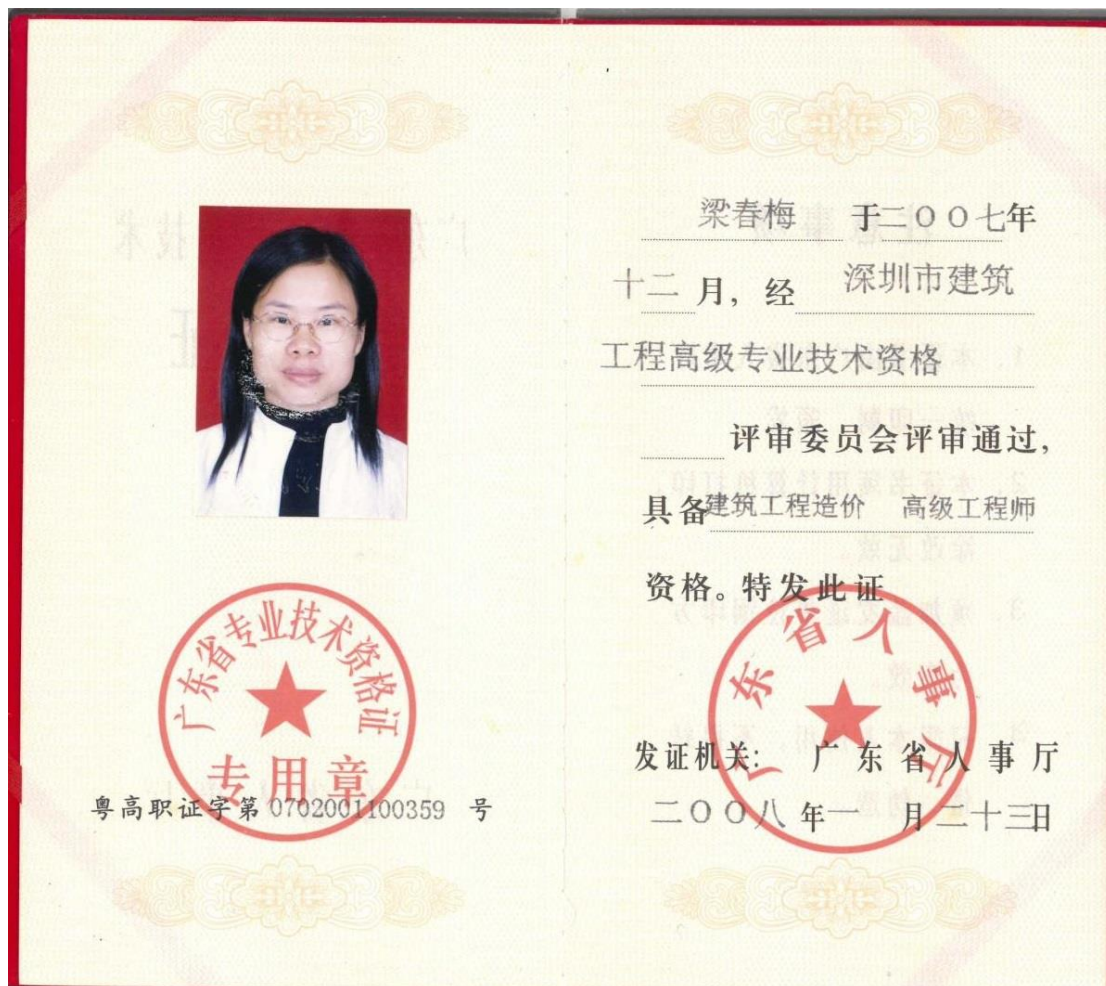 广东省专业技术资格证
专用章
粤高职证字第 0702001100359 号
梁春梅 于二〇〇七年
十二 月，经 深圳市建筑
工程高级专业技术资格
评审委员会评审通过，
具备建筑工程造价 高级工程师
资格。特发此证
广东省人事厅
发证机关：广东省人事厅
二〇〇八 年一 月二十三日